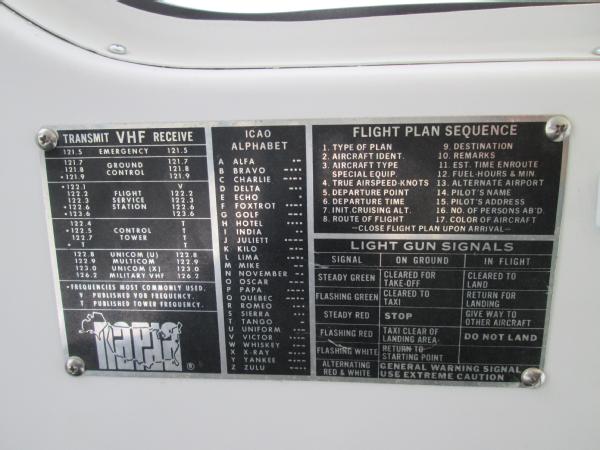 TRANSMIT VHF RECEIVE
121.5 EMERGENCY 121.5
121.7 GROUND 121.7
121.8 CONTROL 121.8
•121.9 121.9
•122.1 FLIGHT V
122.2 SERVICE 122.2
122.3 STATION 122.3
122.6 122.6
•123.6 123.6
122.4 CONTROL T
•122.5 TOWER T
122.7 T
T
122.8 UNICOM (U) 122.8
122.9 MULTICOM 122.9
123.0 UNICOM (X) 123.0
126.2 MILITARY VHF 126.2
•FREQUENCIES MOST COMMONLY USED.
V PUBLISHED VOR FREQUENCY.
T PUBLISHED TOWER FREQUENCY.
®
ICAO
ALPHABET
A ALFA
B BRAVO
C CHARLIE
D DELTA
E ECHO
F FOXTROT
G GOLF
H HOTEL
I INDIA
J JULIETT
K KILO
L LIMA
M MIKE
N NOVEMBER
O OSCAR
P PAPA
Q QUEBEC
R ROMEO
S SIERRA
T TANGO
U UNIFORM
V VICTOR
W WHISKEY
X X-RAY
Y YANKEE
Z ZULU
FLIGHT PLAN SEQUENCE
1. TYPE OF PLAN
2. AIRCRAFT IDENT.
3. AIRCRAFT TYPE
SPECIAL EQUIP.
4. TRUE AIRSPEED-KNOTS
5. DEPARTURE POINT
6. DEPARTURE TIME
7. INIT. CRUISING ALT.
8. ROUTE OF FLIGHT
9. DESTINATION
10. REMARKS
11. EST. TIME ENROUTE
12. FUEL-HOURS & MIN.
13. ALTERNATE AIRPORT
14. PILOT'S NAME
15. PILOT'S ADDRESS
16. NO. OF PERSONS AB'D.
17. COLOR OF AIRCRAFT
—CLOSE FLIGHT PLAN UPON ARRIVAL—
LIGHT GUN SIGNALS
SIGNAL ON GROUND IN FLIGHT
STEADY GREEN CLEARED FOR TAKE-OFF CLEARED TO LAND
FLASHING GREEN CLEARED TO TAXI RETURN FOR LANDING
STEADY RED STOP GIVE WAY TO OTHER AIRCRAFT
FLASHING RED TAXI CLEAR OF LANDING AREA DO NOT LAND
FLASHING WHITE RETURN TO STARTING POINT
ALTERNATING RED & WHITE GENERAL WARNING SIGNAL USE EXTREME CAUTION